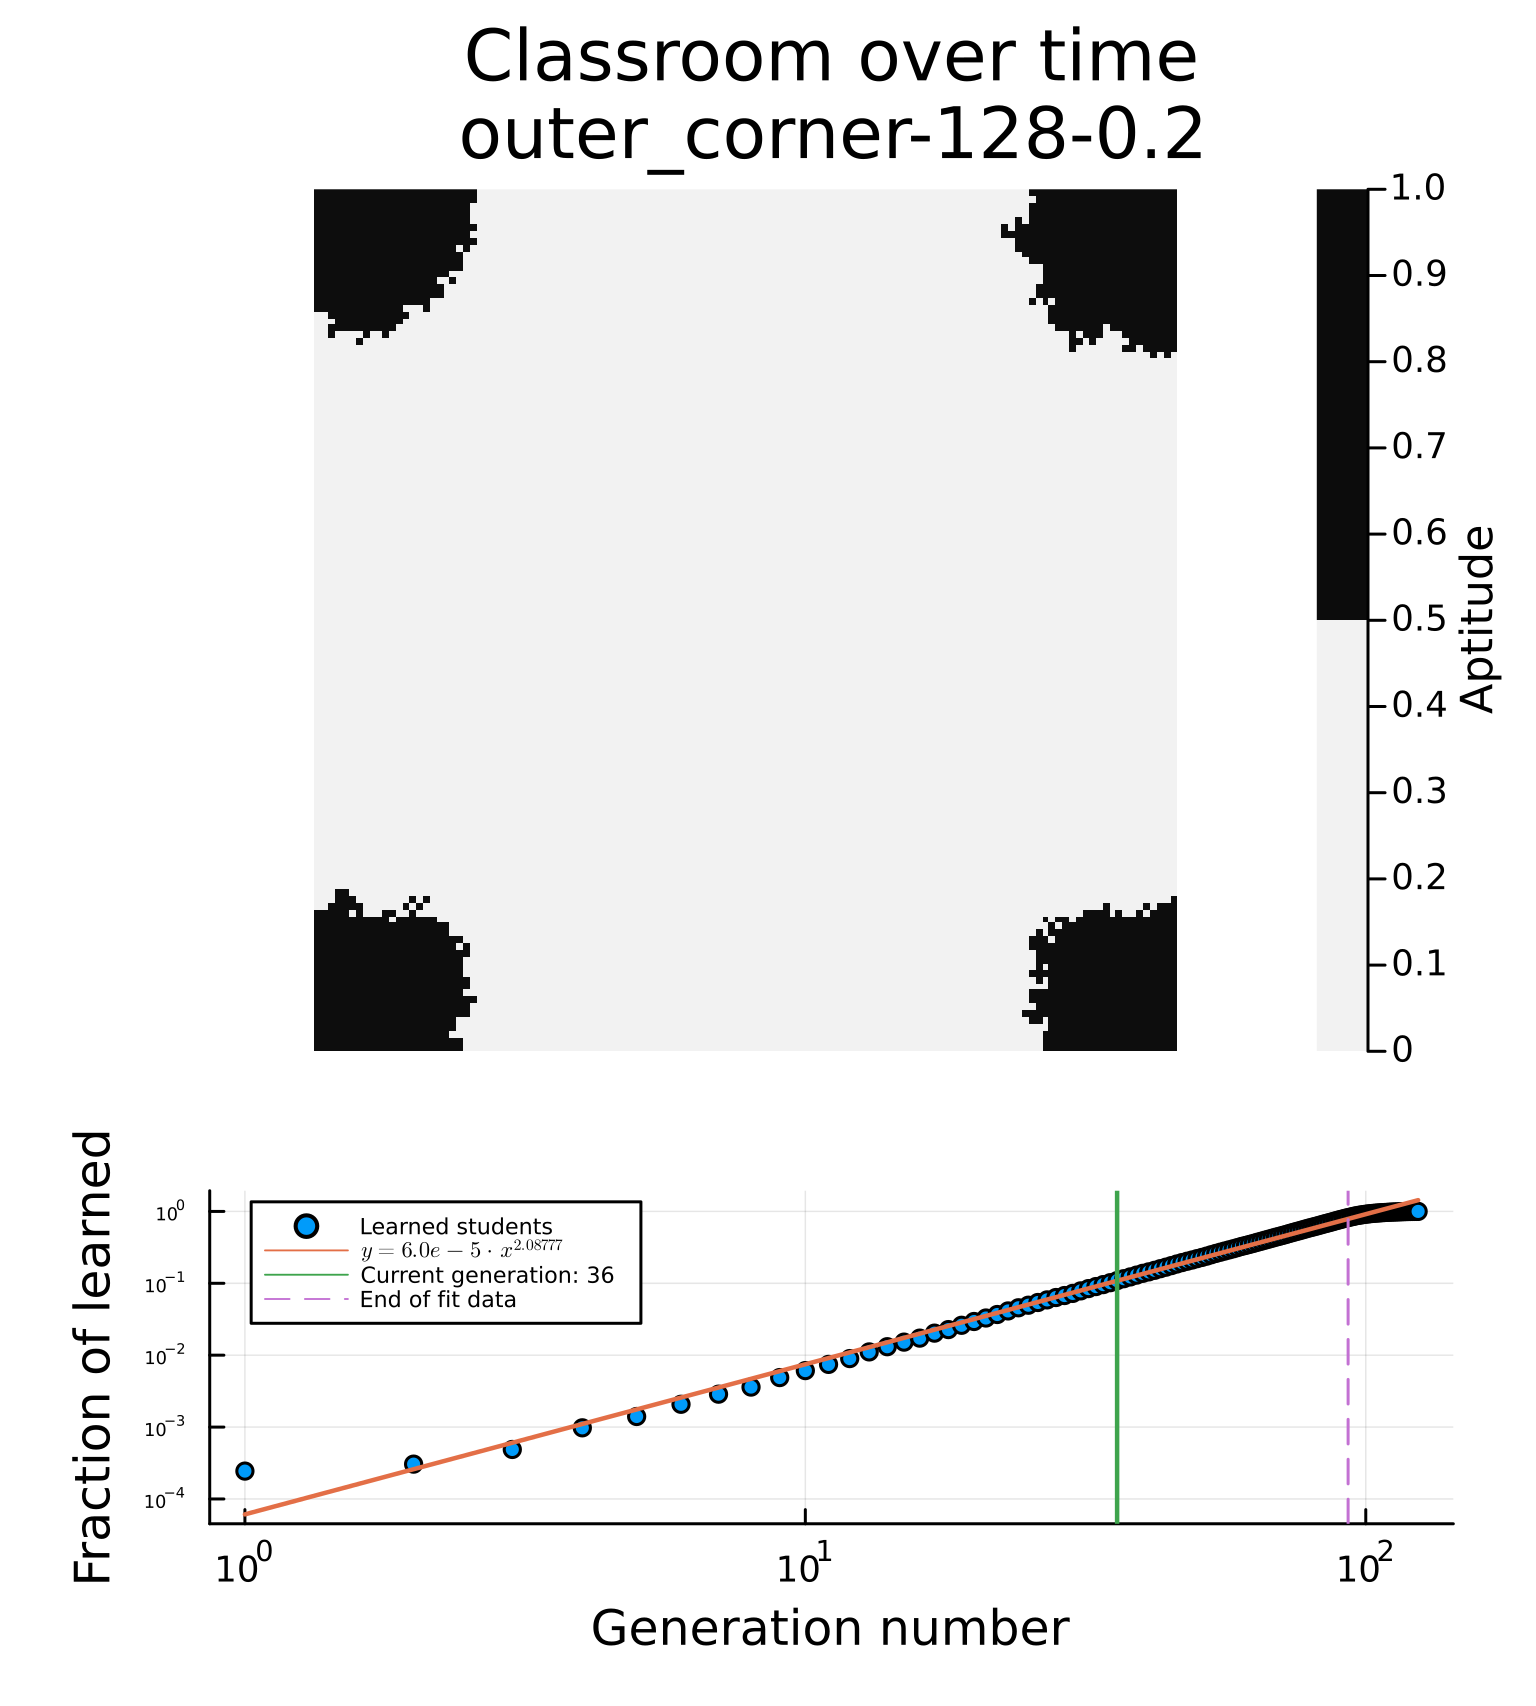 Classroom over time
outer_corner-128-0.2
1.0
0.9
0.8
0.7
0.6
0.5
0.4
0.3
0.2
0.1
0
Aptitude
Fraction of learned
10⁰
10⁻¹
10⁻²
10⁻³
10⁻⁴
Learned students
y = 6.0e − 5 · x^2.08777
Current generation: 36
End of fit data
10⁰ 10¹ 10²
Generation number